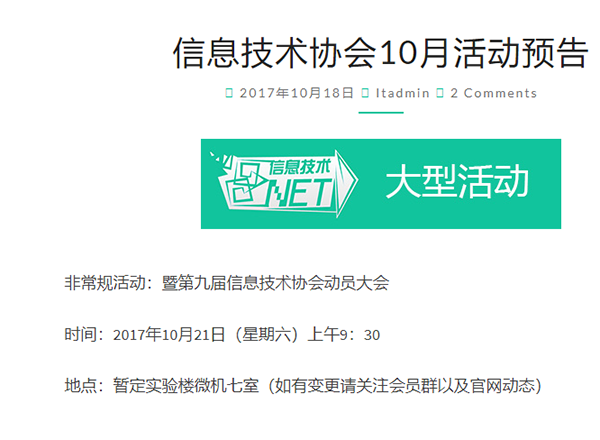 信息技术协会10月活动预告
2017年10月18日 Itadmin 2 Comments
信息技术
NET
大型活动
非常规活动：暨第九届信息技术协会动员大会
时间：2017年10月21日（星期六）上午9：30
地点：暂定实验楼微机七室（如有变更请关注会员群以及官网动态）